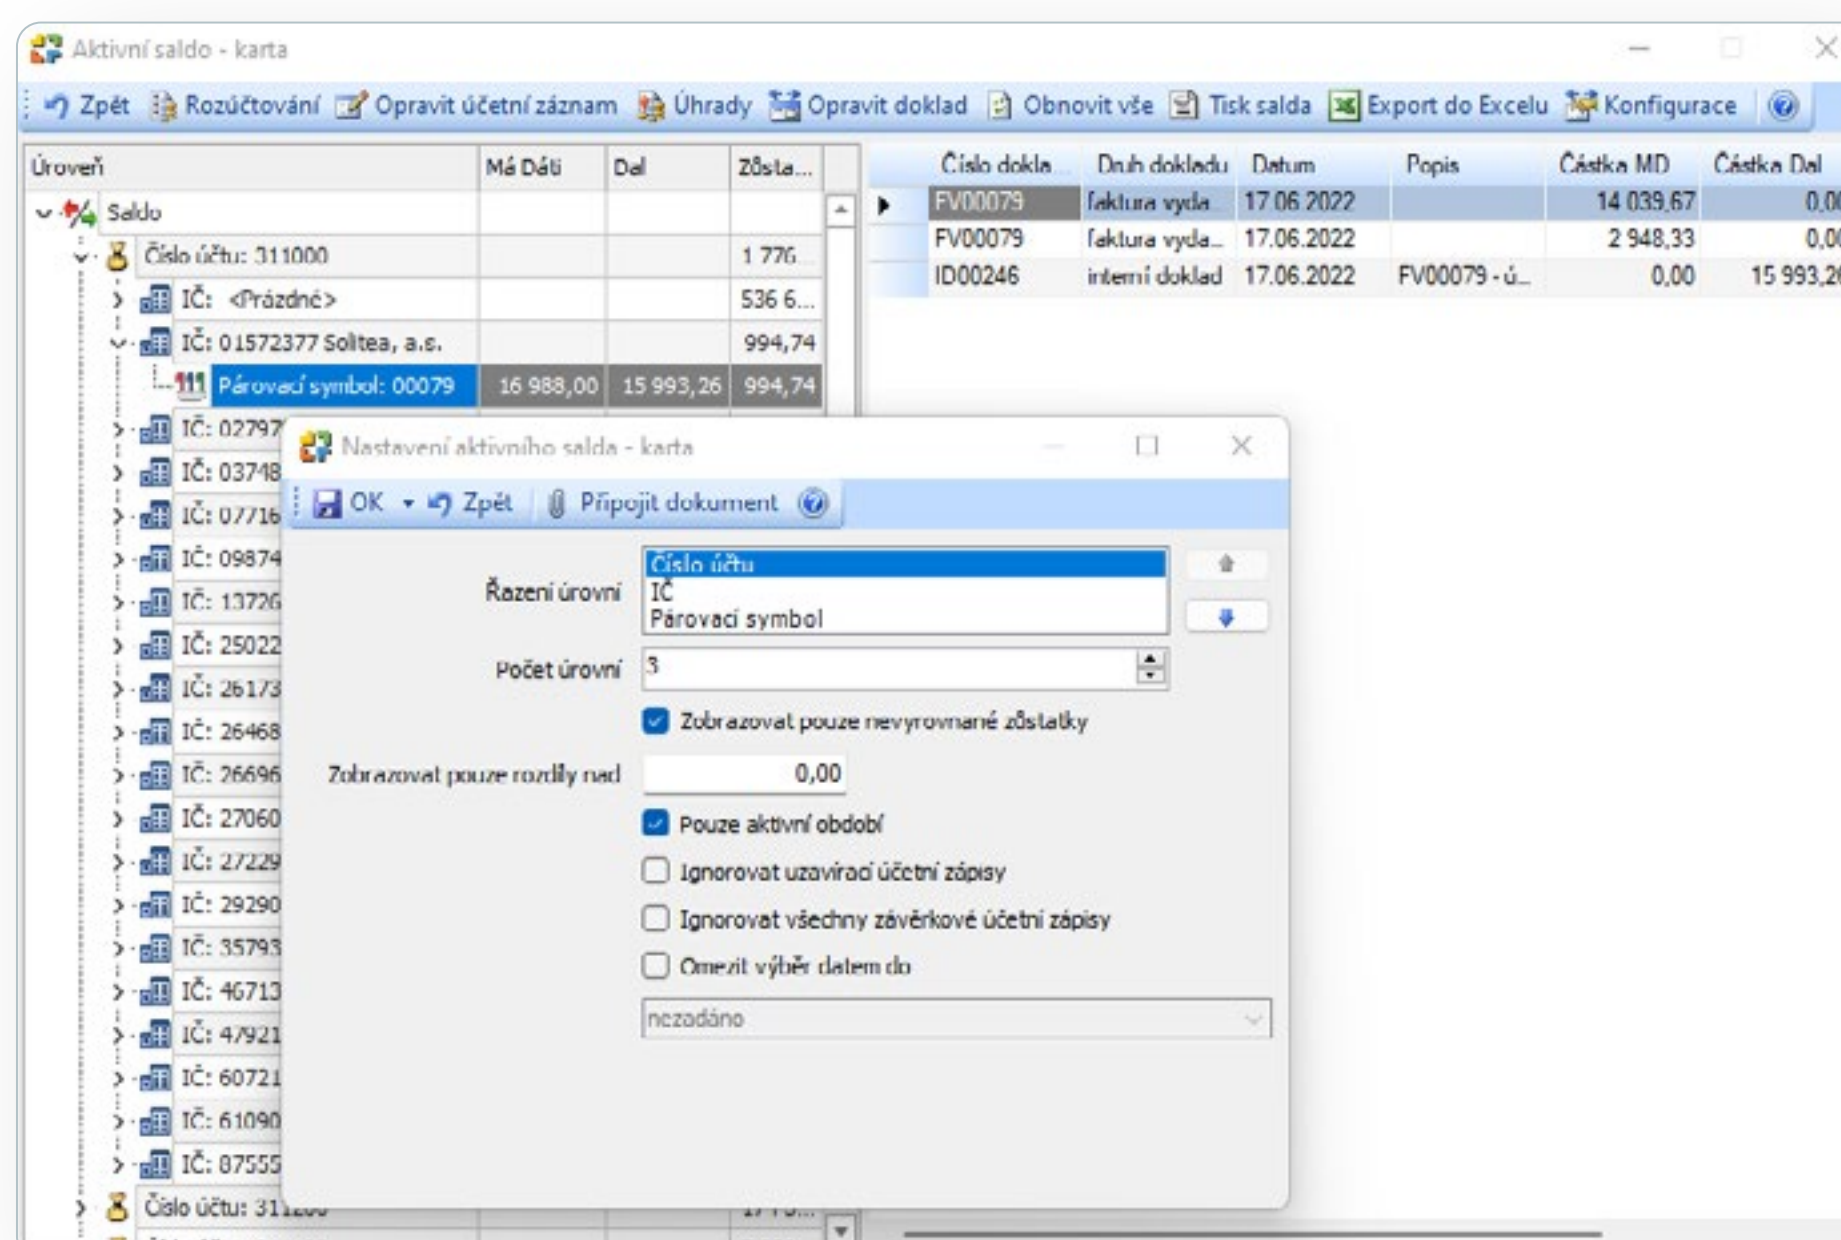 Aktivní saldo - karta
Zpět Rozúčtování Opravit účetní záznam Úhrady Opravit doklad Obnovit vše Tisk salda Export do Excelu Konfigurace
Úroveň Má Dáti Dal Zůsta...
Číslo dokla... Druh dokladu Datum Popis Částka MD Částka Dal
Saldo
FV00079 faktura vyda... 17.06.2022 14 039,67 0,00
FV00079 faktura vyda... 17.06.2022 2 948,33 0,00
Číslo účtu: 311000 1 776...
ID00246 interní doklad 17.06.2022 FV00079 - ú... 0,00 15 993,26
IČ: <Prázdné> 536 6...
IČ: 01572377 Solitea, a.s. 994,74
Párovací symbol: 00079 16 988,00 15 993,26 994,74
IČ: 02797
IČ: 03748
IČ: 07716
IČ: 09874
IČ: 13726
IČ: 25022
IČ: 26173
IČ: 26468
IČ: 26696
IČ: 27060
IČ: 27229
IČ: 29290
IČ: 35793
IČ: 46713
IČ: 47921
IČ: 60721
IČ: 61090
IČ: 87555
Číslo účtu:
Nastavení aktivního salda - karta
OK Zpět Připojit dokument
Řazení úrovní
Číslo účtu
IČ
Párovací symbol
Počet úrovní 3
Zobrazovat pouze nevyrovnané zůstatky
Zobrazovat pouze rozdíly nad 0,00
Pouze aktivní období
Ignorovat uzavírací účetní zápisy
Ignorovat všechny závěrkové účetní zápisy
Omezit výběr datem do
nezadáno